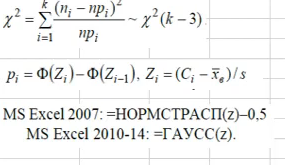 χ² = Σ_{i=1}^{k} (n_i − np_i)² / np_i ~ χ²(k−3).
p_i = Φ(Z_i)−Φ(Z_{i−1}), Z_i = (C_i − x̄_в)/s
MS Excel 2007: =НОРМСТРАСП(z)–0,5
MS Excel 2010-14: =ГАУСС(z).